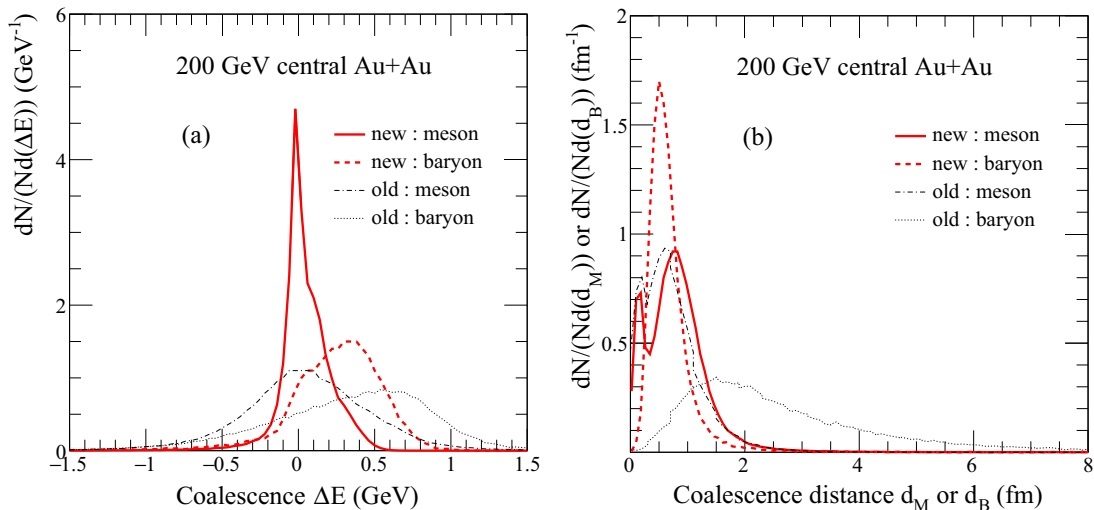 dN/(Nd(ΔE)) (GeV⁻¹)
6
4
2
0
200 GeV central Au+Au
(a)
new : meson
new : baryon
old : meson
old : baryon
−1.5
−1
−0.5
0
0.5
1
1.5
Coalescence ΔE (GeV)
dN/(Nd(d_M)) or dN/(Nd(d_B)) (fm⁻¹)
2
1.5
1
0.5
200 GeV central Au+Au
(b)
new : meson
new : baryon
old : meson
old : baryon
0
2
4
6
8
Coalescence distance d_M or d_B (fm)